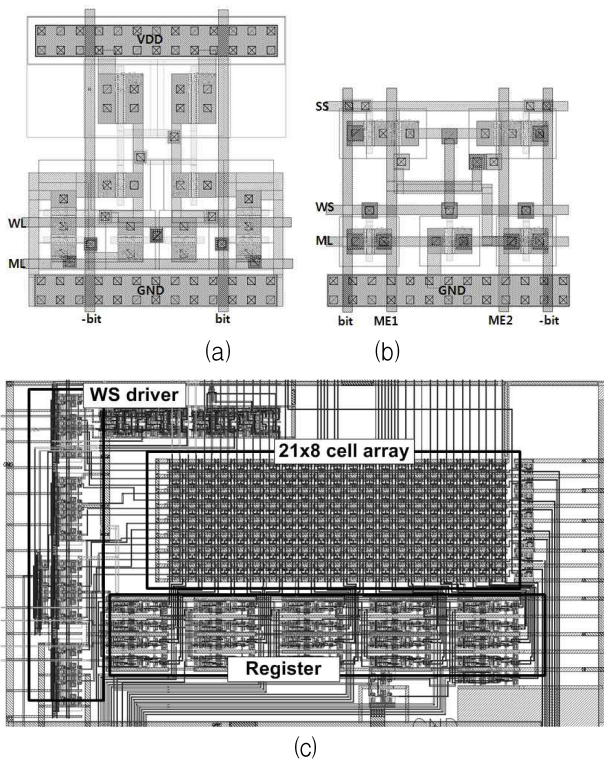 VDD
WL
ML
GND
-bit
bit
(a)
SS
WS
ML
GND
bit
ME1
ME2
-bit
(b)
WS driver
21x8 cell array
Register
GND
(c)